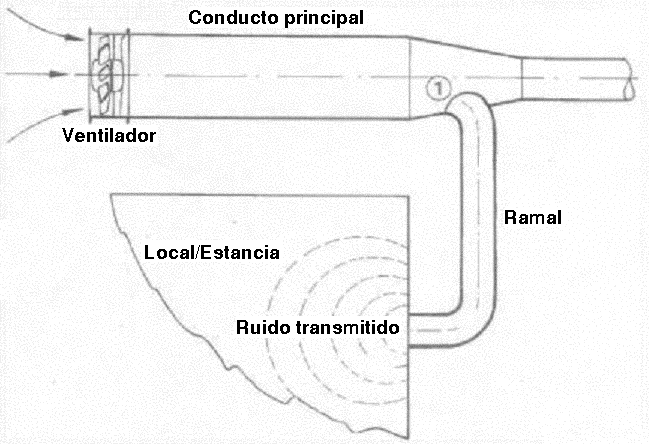 Conducto principal
1
Ventilador
Ramal
Local/Estancia
Ruido transmitido